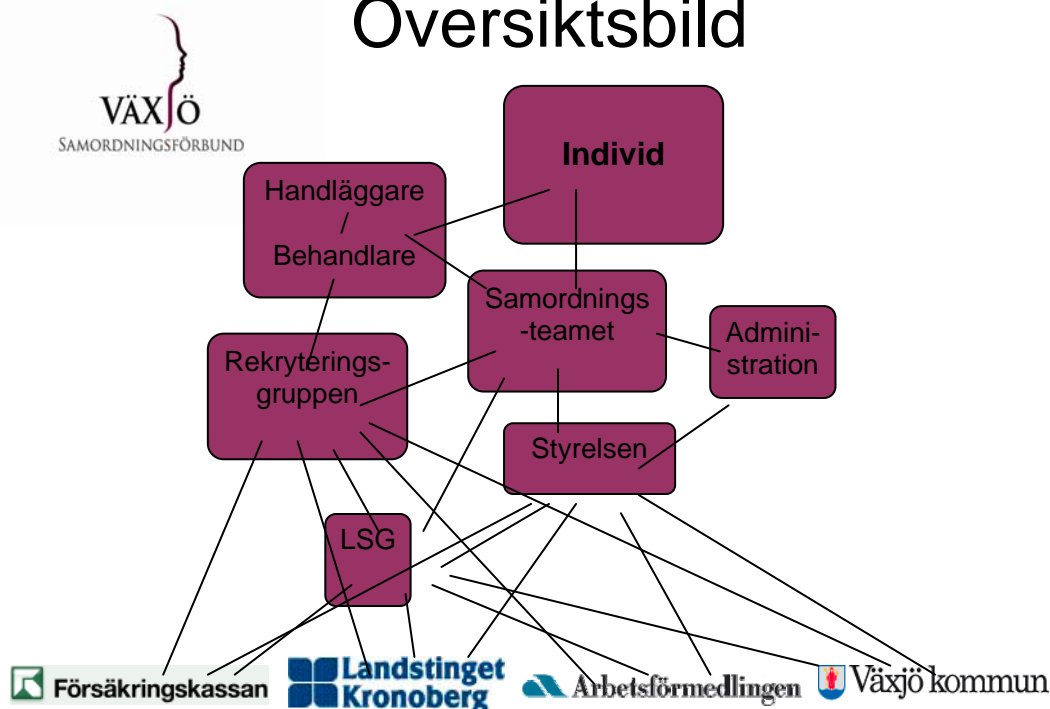 Översiktsbild
VÄXJÖ
SAMORDNINGSFÖRBUND
Individ
Handläggare
/
Behandlare
Samordnings
-teamet
Admini-
stration
Rekryterings-
gruppen
Styrelsen
LSG
Försäkringskassan
Landstinget
Kronoberg
Arbetsförmedlingen
Växjö kommun